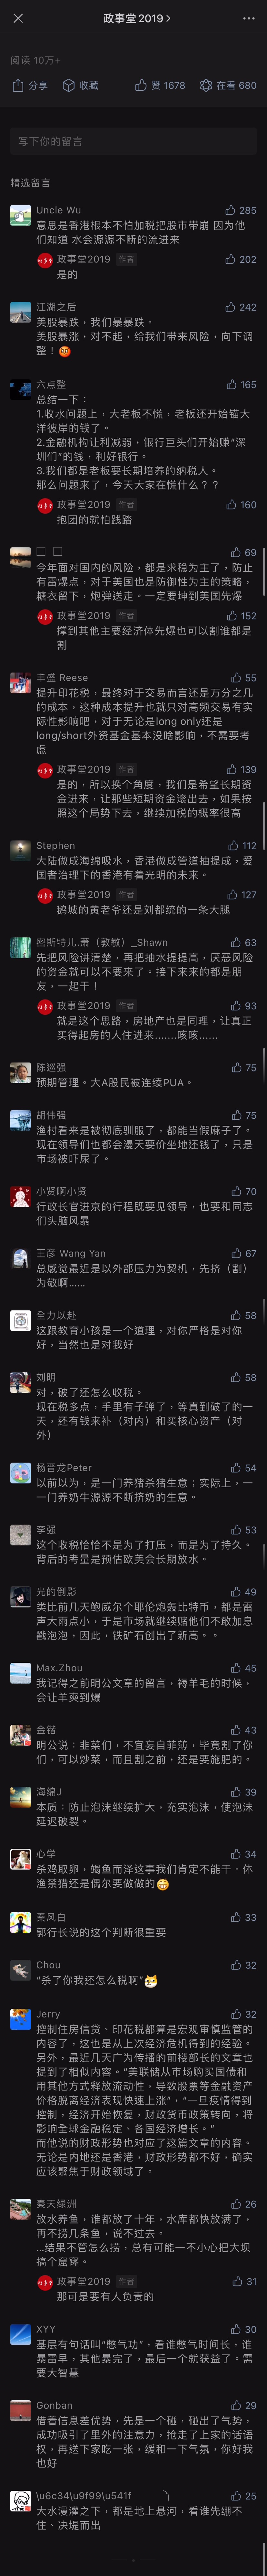 政事堂2019
阅读 10万+
分享 收藏 赞 1678 在看 680
写下你的留言
精选留言
Uncle Wu 285
意思是香港根本不怕加税把股市带崩 因为他
们知道 水会源源不断的流进来
政事堂2019 作者 202
是的
江湖之后 242
美股暴跌，我们暴暴跌。
美股暴涨，对不起，给我们带来风险，向下调
整！
六点整 165
总结一下：
1.收水问题上，大老板不慌，老板还开始锚大
洋彼岸的钱了。
2.金融机构让利减弱，银行巨头们开始赚“深
圳们”的钱，利好银行。
3.我们都是老板要长期培养的纳税人。
那么问题来了，今天大家在慌什么？？
政事堂2019 作者 160
抱团的就怕践踏
69
今年面对国内的风险，都是求稳为主了，防止
有雷爆点，对于美国也是防御性为主的策略，
糖衣留下，炮弹送走。一定要坤到美国先爆
政事堂2019 作者 152
撑到其他主要经济体先爆也可以割谁都是
割
丰盛 Reese 55
提升印花税，最终对于交易而言还是万分之几
的成本，这种成本提升也就只对高频交易有实
际性影响吧，对于无论是long only还是
long/short外资基金基本没啥影响，不需要考
虑
政事堂2019 作者 139
是的，所以换个角度，我们是希望长期资
金进来，让那些短期资金滚出去，如果按
照这个局势下去，继续加税的概率很高
Stephen 112
大陆做成海绵吸水，香港做成管道抽提成，爱
国者治理下的香港有着光明的未来。
政事堂2019 作者 127
鹅城的黄老爷还是刘都统的一条大腿
密斯特儿.萧（敦敏）_Shawn 63
先把风险讲清楚，再把抽水提提高，厌恶风险
的资金就可以不要来了。接下来来的都是朋
友，一起干！
政事堂2019 作者 93
就是这个思路，房地产也是同理，让真正
买得起房的人住进来.......咳咳......
陈巡强 75
预期管理。大A股民被连续PUA。
胡伟强 75
渔村看来是被彻底驯服了，都能当假麻子了。
现在领导们也都会漫天要价坐地还钱了，只是
市场被吓尿了。
小贤啊小贤 70
行政长官进京的行程既要见领导，也要和同志
们头脑风暴
王彦 Wang Yan 67
总感觉最近是以外部压力为契机，先挤（割）
为敬啊……
全力以赴 58
这跟教育小孩是一个道理，对你严格是对你
好，当然也是对我好
刘明 58
对，破了还怎么收税。
现在税多点，手里有子弹了，等真到破了的一
天，还有钱来补（对内）和买核心资产（对
外）
杨晋龙Peter 54
以前以为，是一门养猪杀猪生意；实际上，一
一门养奶牛源源不断挤奶的生意。
李强 53
这个收税恰恰不是为了打压，而是为了持久。
背后的考量是预估欧美会长期放水。
光的倒影 49
类比前几天鲍威尔个耶伦炮轰比特币，都是雷
声大雨点小，于是市场就继续赌他们不敢加息
戳泡泡，因此，铁矿石创出了新高。。
Max.Zhou 45
我记得之前明公文章的留言，褥羊毛的时候，
会让羊爽到爆
金锴 43
明公说：韭菜们，不宜妄自菲薄，毕竟割了你
们，可以炒菜，而且割之前，还是要施肥的。
海绵J 39
本质：防止泡沫继续扩大，充实泡沫，使泡沫
延迟破裂。
心学 34
杀鸡取卵，竭鱼而泽这事我们肯定不能干。休
渔禁猎还是偶尔要做做的
秦风白 33
郭行长说的这个判断很重要
Chou 32
“杀了你我还怎么税啊”
Jerry 32
控制住房信贷、印花税都算是宏观审慎监管的
内容了，这也是从上次经济危机得到的经验。
另外，最近几天广为传播的前楼部长的文章也
提到了相似内容。“美联储从市场购买国债和
用其他方式释放流动性，导致股票等金融资产
价格脱离经济表现快速上涨”，“一旦疫情得到
控制，经济开始恢复，财政货币政策转向，将
影响全球金融稳定、各国经济增长。”
而他说的财政形势也对应了这篇文章的内容。
无论是内地还是香港，财政形势都不好，确实
应该聚焦于财政领域了。
秦天绿洲 26
放水养鱼，谁都放了十年，水库都快放满了，
再不捞几条鱼，说不过去。
...结果不管怎么捞，总有可能一不小心把大坝
搞个窟窿。
政事堂2019 作者 31
那可是要有人负责的
XYY 30
基层有句话叫“憋气功”，看谁憋气时间长，谁
暴雷早，其他暴完了，最后一个就获益了。需
要大智慧
Gonban 29
借着信息差优势，先是一个碰，碰出了气势，
成功吸引了里外的注意力，抢走了上家的话语
权，再送下家吃一张，缓和一下气氛，你好我
也好
\u6c34\u9f99\u541f 25
大水漫灌之下，都是地上悬河，看谁先绷不
住、决堤而出